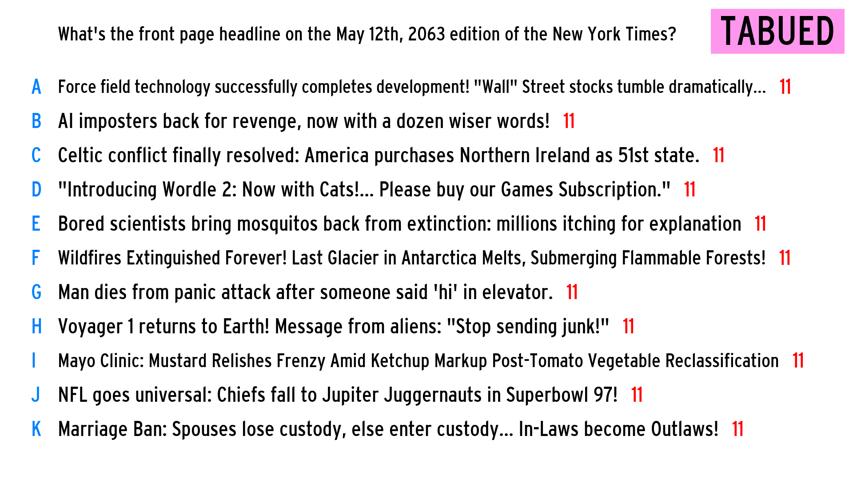 What's the front page headline on the May 12th, 2063 edition of the New York Times?
TABUED
A Force field technology successfully completes development! "Wall" Street stocks tumble dramatically... 11
B AI imposters back for revenge, now with a dozen wiser words! 11
C Celtic conflict finally resolved: America purchases Northern Ireland as 51st state. 11
D "Introducing Wordle 2: Now with Cats!... Please buy our Games Subscription." 11
E Bored scientists bring mosquitos back from extinction: millions itching for explanation 11
F Wildfires Extinguished Forever! Last Glacier in Antarctica Melts, Submerging Flammable Forests! 11
G Man dies from panic attack after someone said 'hi' in elevator. 11
H Voyager 1 returns to Earth! Message from aliens: "Stop sending junk!" 11
I Mayo Clinic: Mustard Relishes Frenzy Amid Ketchup Markup Post-Tomato Vegetable Reclassification 11
J NFL goes universal: Chiefs fall to Jupiter Juggernauts in Superbowl 97! 11
K Marriage Ban: Spouses lose custody, else enter custody... In-Laws become Outlaws! 11